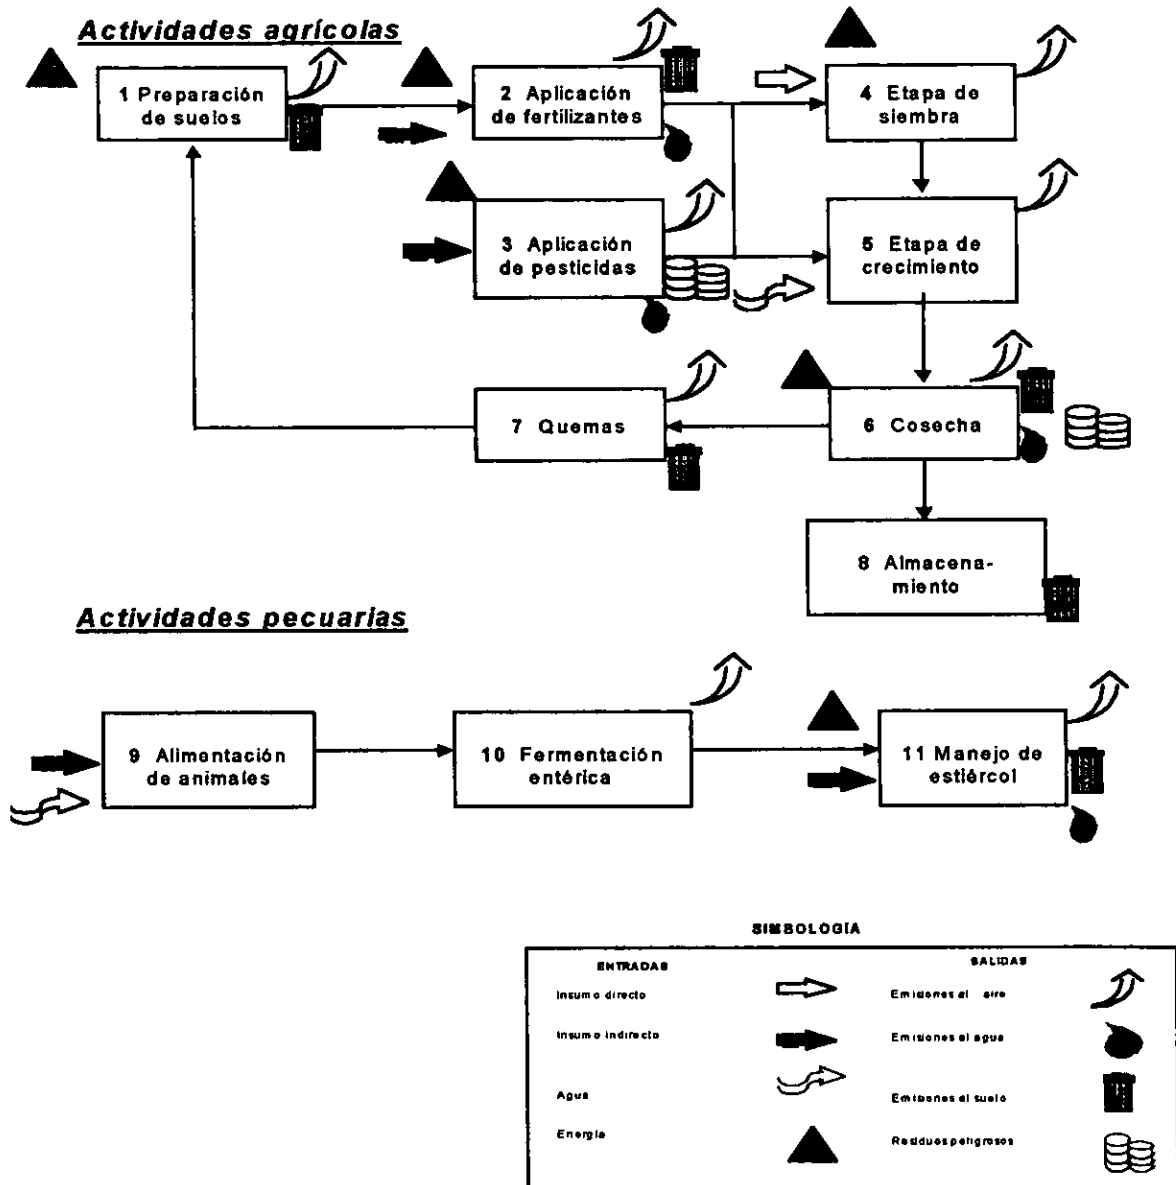 Actividades agrícolas
1 Preparación
de suelos
2 Aplicación
de fertilizantes
4 Etapa de
siembra
3 Aplicación
de pesticidas
5 Etapa de
crecimiento
7 Quemas
6 Cosecha
8 Almacena-
miento
Actividades pecuarias
9 Alimentación
de animales
10 Fermentación
entérica
11 Manejo de
estiércol
SIMBOLOGÍA
ENTRADAS
SALIDAS
Insumo directo
Emisiones al aire
Insumo indirecto
Emisiones al agua
Agua
Emisiones al suelo
Energía
Residuos peligrosos